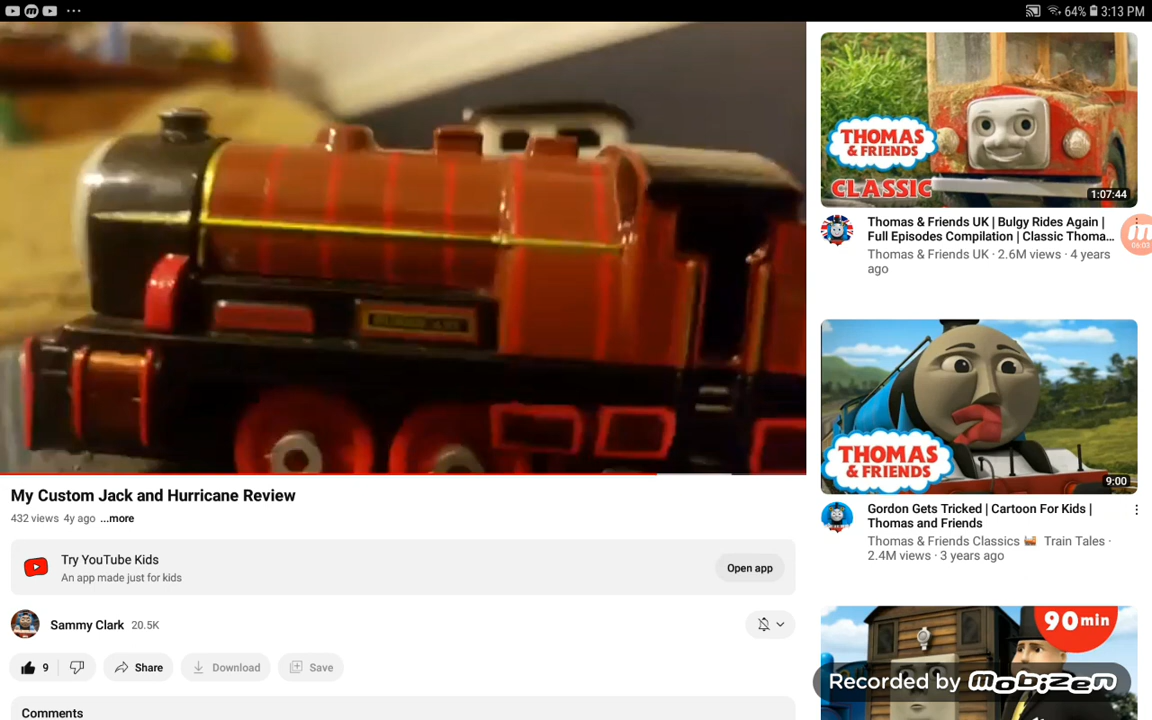 64% 3:13 PM
THOMAS
& FRIENDS
CLASSIC
1:07:44
Thomas & Friends UK | Bulgy Rides Again |
Full Episodes Compilation | Classic Thoma...
Thomas & Friends UK · 2.6M views · 4 years
ago
06:03
THOMAS
& FRIENDS
9:00
My Custom Jack and Hurricane Review
432 views 4y ago ...more
Gordon Gets Tricked | Cartoon For Kids |
Thomas and Friends
Thomas & Friends Classics Train Tales ·
2.4M views · 3 years ago
Try YouTube Kids
An app made just for kids
Open app
Sammy Clark 20.5K
9
Share
Download
Save
90min
Recorded by mobizen
Comments